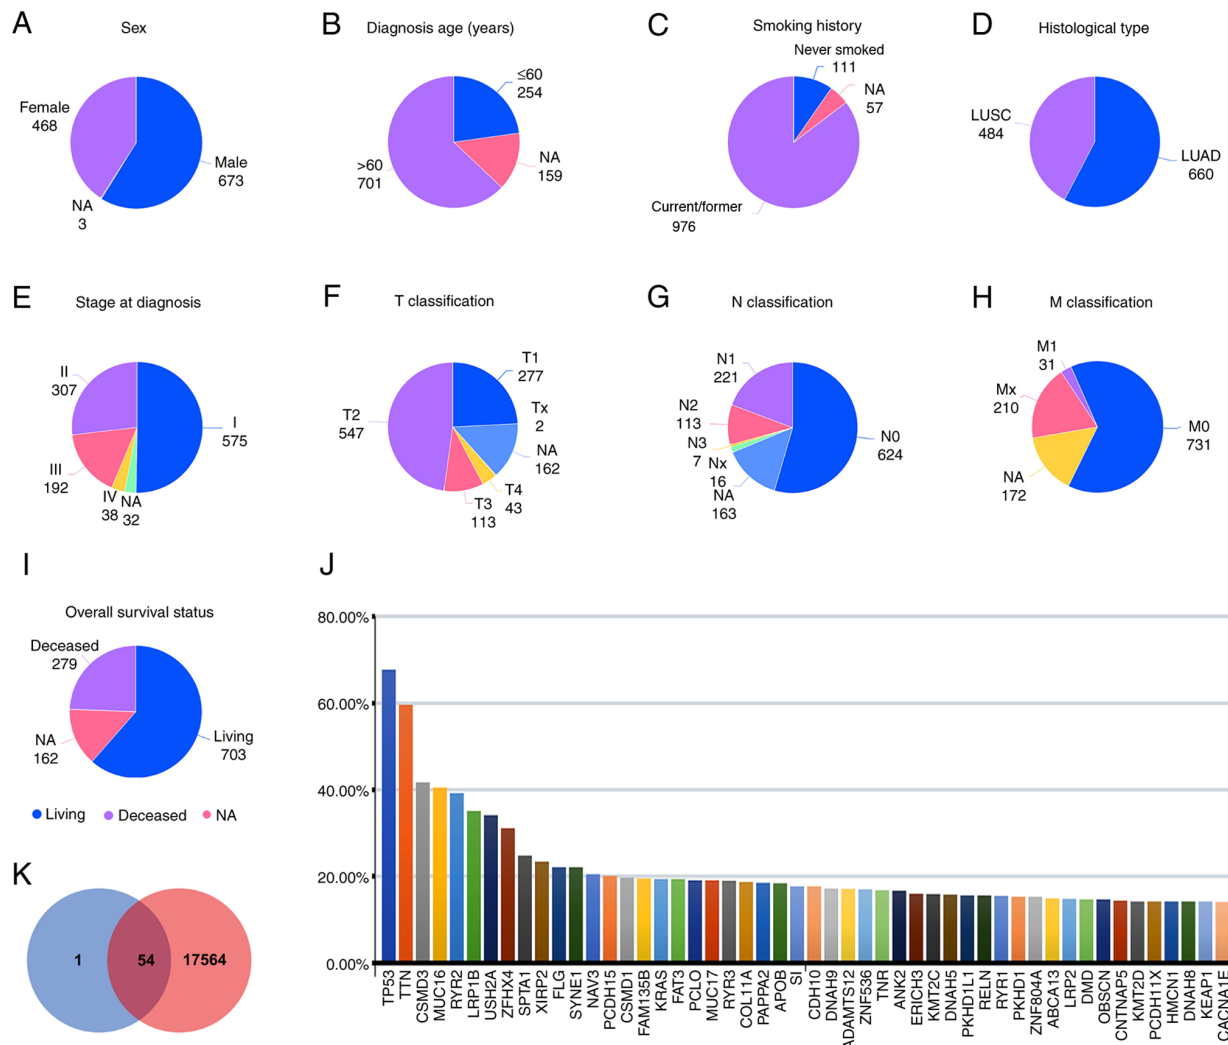 A
Sex
Female
468
Male
673
NA
3
B
Diagnosis age (years)
≤60
254
NA
159
>60
701
C
Smoking history
Never smoked
111
NA
57
Current/former
976
D
Histological type
LUSC
484
LUAD
660
E
Stage at diagnosis
II
307
I
575
III
192
IV
38
NA
32
F
T classification
T1
277
Tx
2
NA
162
T4
43
T3
113
T2
547
G
N classification
N1
221
N2
113
N3
7
Nx
16
NA
163
N0
624
H
M classification
M1
31
Mx
210
M0
731
NA
172
I
Overall survival status
Deceased
279
NA
162
Living
703
Living
Deceased
NA
J
80.00%
60.00%
40.00%
20.00%
0.00%
TP53
TTN
CSMD3
MUC16
RYR2
LRP1B
USH2A
ZFHX4
SPTA1
XIRP2
FLG
SYNE1
NAV3
PCDH15
CSMD1
FAM135B
KRAS
FAT3
PCLO
MUC17
RYR3
COL11A
PAPPA2
APOB
SI
CDH10
DNAH9
ADAMTS12
ZNF536
TNR
ANK2
ERICH3
KMT2C
DNAH5
PKHD1L1
RELN
RYR1
PKHD1
ZNF804A
ABCA13
LRP2
DMD
OBSCN
CNTNAP5
KMT2D
PCDH11X
HMCN1
DNAH8
KEAP1
CACNA1E
K
1
54
17564